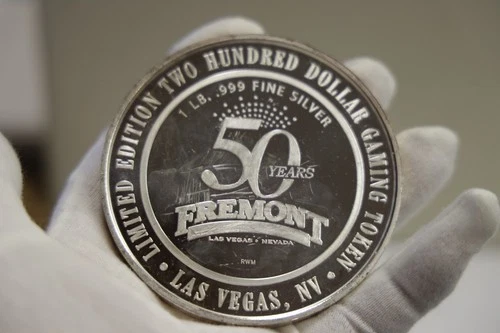 LIMITED EDITION TWO HUNDRED DOLLAR GAMING TOKEN
• LAS VEGAS, NV •
1 LB. .999 FINE SILVER
50
YEARS
FREMONT
LAS VEGAS • NEVADA
RWM